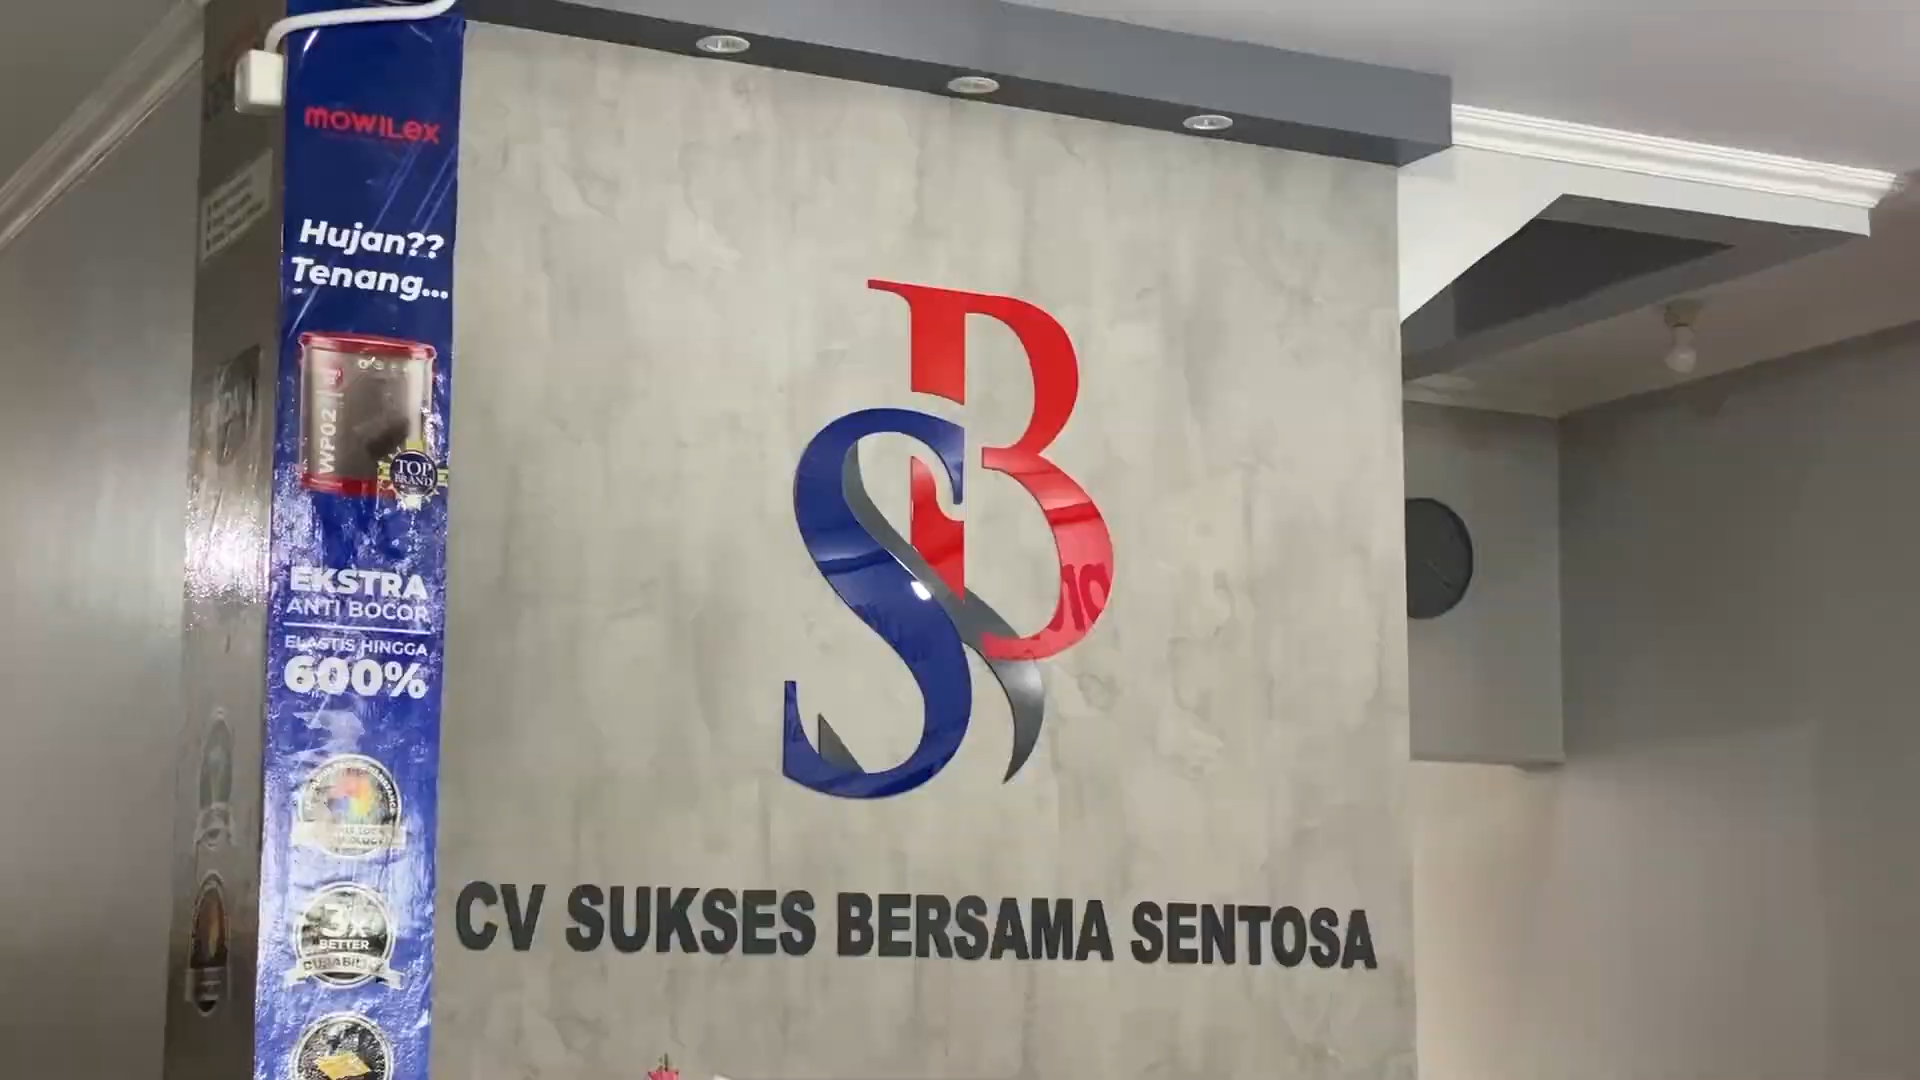 mowilex
Hujan??
Tenang...
WP02
TOP
BRAND
EKSTRA
ANTI BOCOR
ELASTIS HINGGA
600%
3x
BETTER
DURABILITY
SB
CV SUKSES BERSAMA SENTOSA